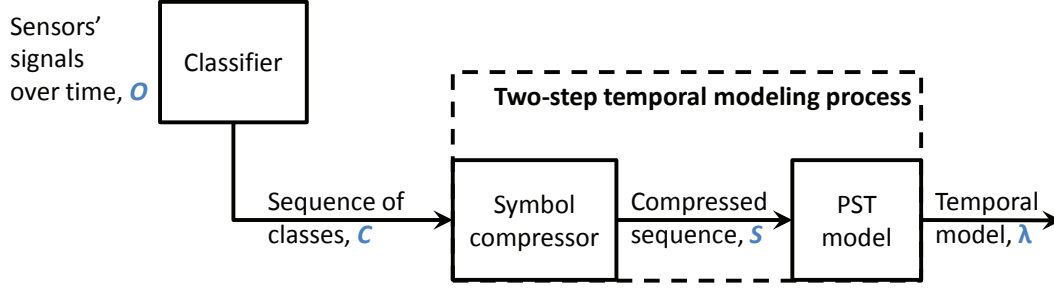 Sensors’
signals
over time, O
Classifier
Two-step temporal modeling process
Sequence of
classes, C
Symbol
compressor
Compressed
sequence, S
PST
model
Temporal
model, λ